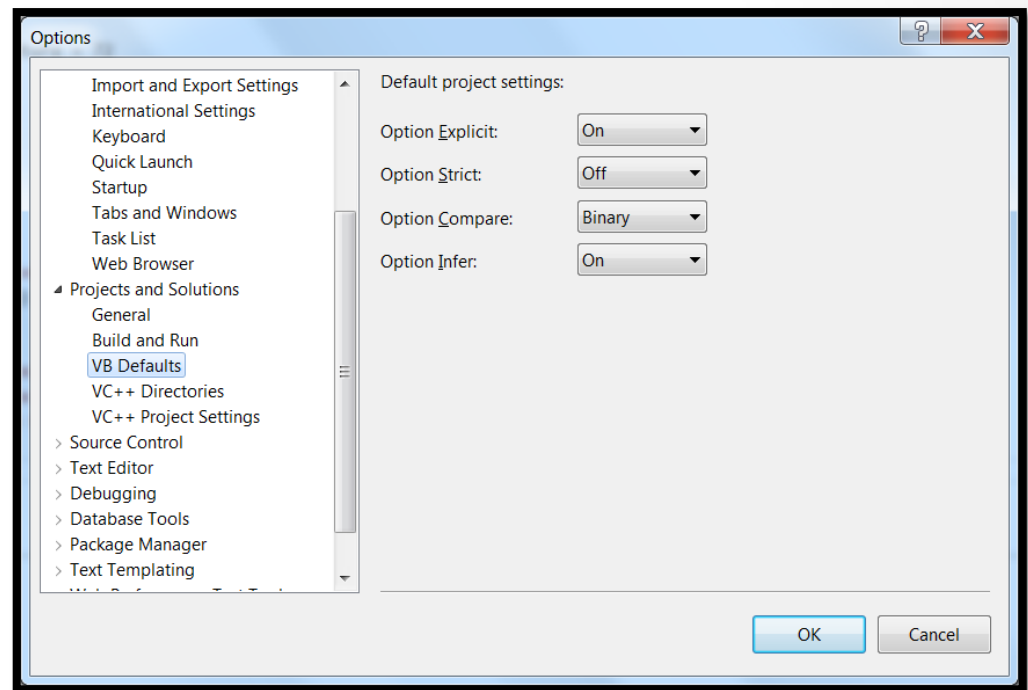 Options
Import and Export Settings
International Settings
Keyboard
Quick Launch
Startup
Tabs and Windows
Task List
Web Browser
Projects and Solutions
General
Build and Run
VB Defaults
VC++ Directories
VC++ Project Settings
Source Control
Text Editor
Debugging
Database Tools
Package Manager
Text Templating
Default project settings:
Option Explicit: On
Option Strict: Off
Option Compare: Binary
Option Infer: On
OK Cancel